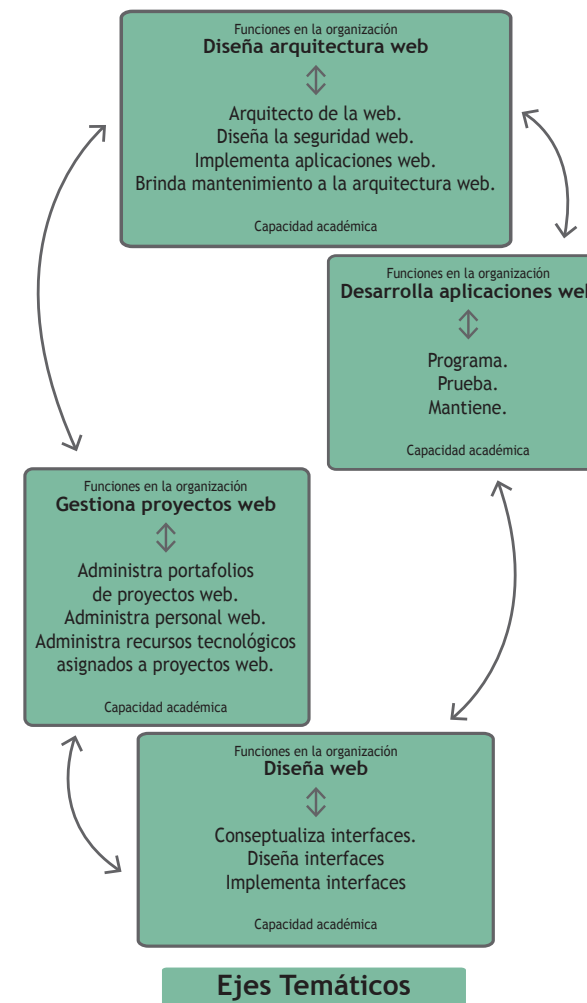 Funciones en la organización
Diseña arquitectura web
Arquitecto de la web.
Diseña la seguridad web.
Implementa aplicaciones web.
Brinda mantenimiento a la arquitectura web.
Capacidad académica
Funciones en la organización
Desarrolla aplicaciones web
Programa.
Prueba.
Mantiene.
Capacidad académica
Funciones en la organización
Gestiona proyectos web
Administra portafolios
de proyectos web.
Administra personal web.
Administra recursos tecnológicos
asignados a proyectos web.
Capacidad académica
Funciones en la organización
Diseña web
Conseptualiza interfaces.
Diseña interfaces
Implementa interfaces
Capacidad académica
Ejes Temáticos